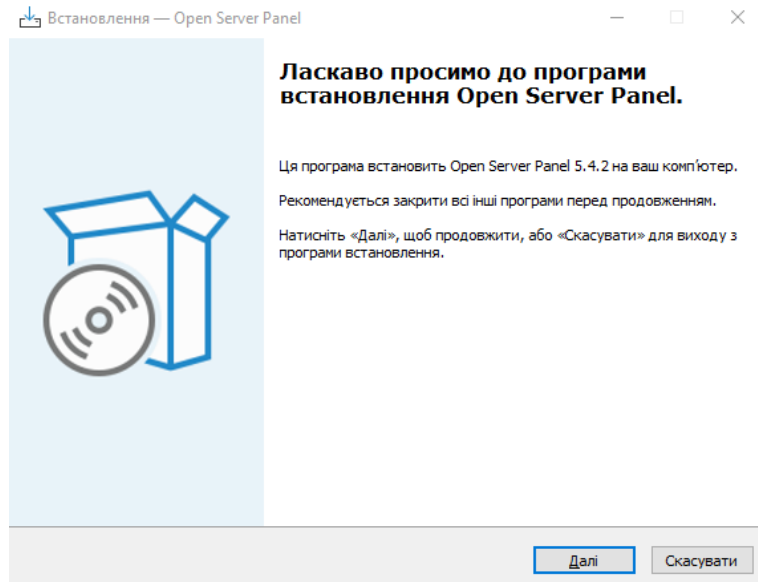 Встановлення — Open Server Panel
Ласкаво просимо до програми
встановлення Open Server Panel.
Ця програма встановить Open Server Panel 5.4.2 на ваш комп'ютер.
Рекомендується закрити всі інші програми перед продовженням.
Натисніть «Далі», щоб продовжити, або «Скасувати» для виходу з
програми встановлення.
Далі
Скасувати